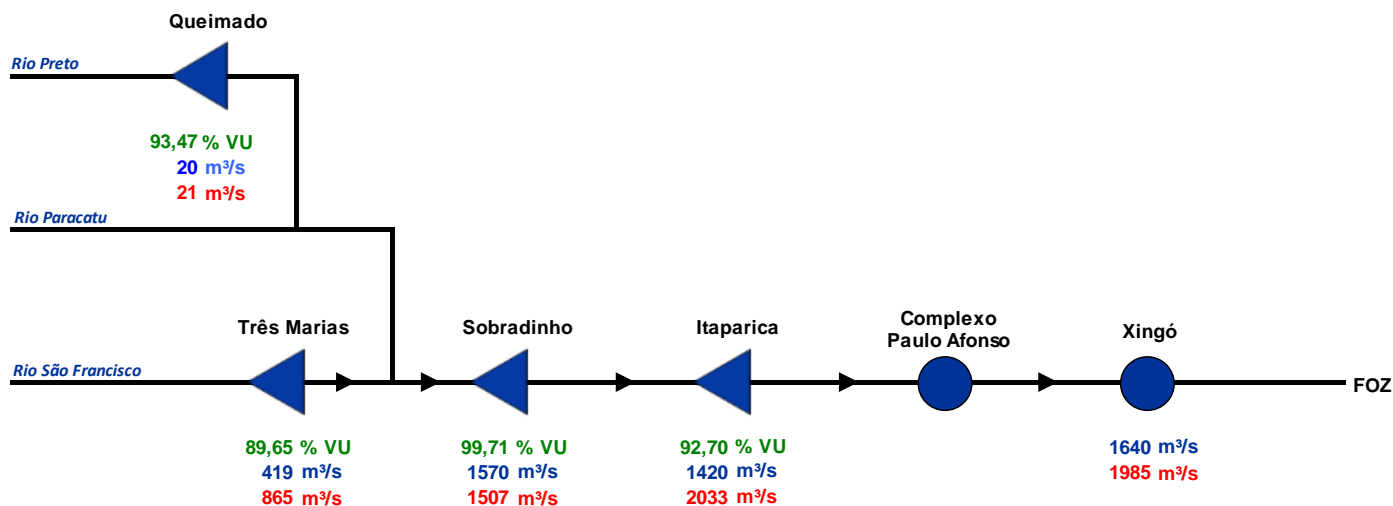 Queimado
Rio Preto
93,47 % VU
20 m³/s
21 m³/s
Rio Paracatu
Três Marias
Sobradinho
Itaparica
Complexo
Paulo Afonso
Xingó
Rio São Francisco
FOZ
89,65 % VU
419 m³/s
865 m³/s
99,71 % VU
1570 m³/s
1507 m³/s
92,70 % VU
1420 m³/s
2033 m³/s
1640 m³/s
1985 m³/s